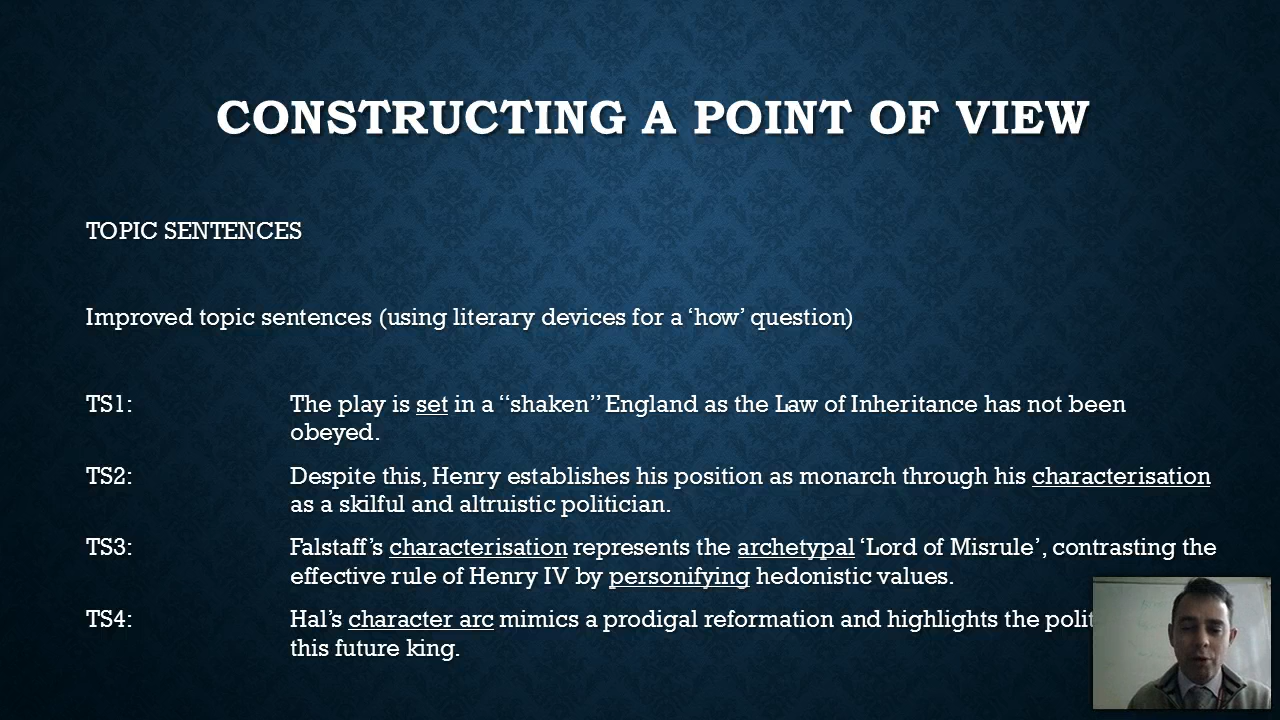 CONSTRUCTING A POINT OF VIEW
TOPIC SENTENCES
Improved topic sentences (using literary devices for a ‘how’ question)
TS1: The play is set in a “shaken” England as the Law of Inheritance has not been
obeyed.
TS2: Despite this, Henry establishes his position as monarch through his characterisation
as a skilful and altruistic politician.
TS3: Falstaff’s characterisation represents the archetypal ‘Lord of Misrule’, contrasting the
effective rule of Henry IV by personifying hedonistic values.
TS4: Hal’s character arc mimics a prodigal reformation and highlights the
this future king.